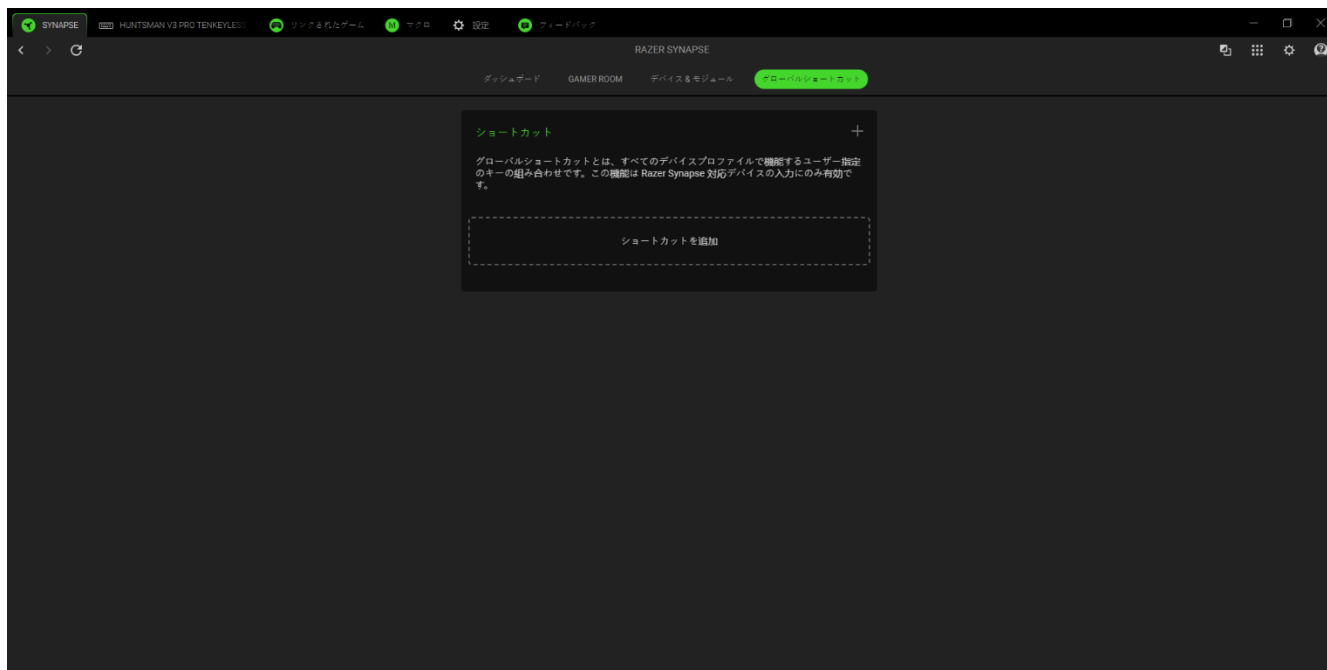 SYNAPSE
HUNTSMAN V3 PRO TENKEYLESS
リンクされたゲーム
マクロ
設定
フィードバック
RAZER SYNAPSE
ダッシュボード
GAMER ROOM
デバイス & モジュール
グローバルショートカット
ショートカット
グローバルショートカットとは、すべてのデバイスプロファイルで機能するユーザー指定
のキーの組み合わせです。この機能は Razer Synapse 対応デバイスの入力にのみ有効で
す。
ショートカットを追加